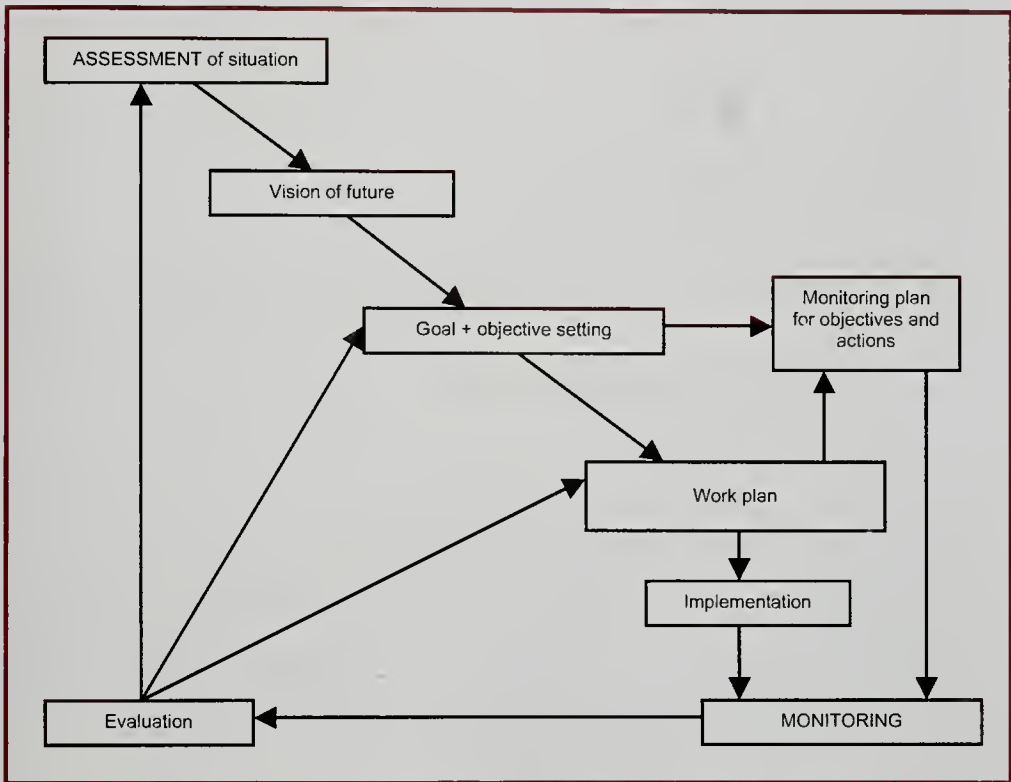 ASSESSMENT of situation
Vision of future
Goal + objective setting
Monitoring plan
for objectives and
actions
Work plan
Implementation
Evaluation
MONITORING